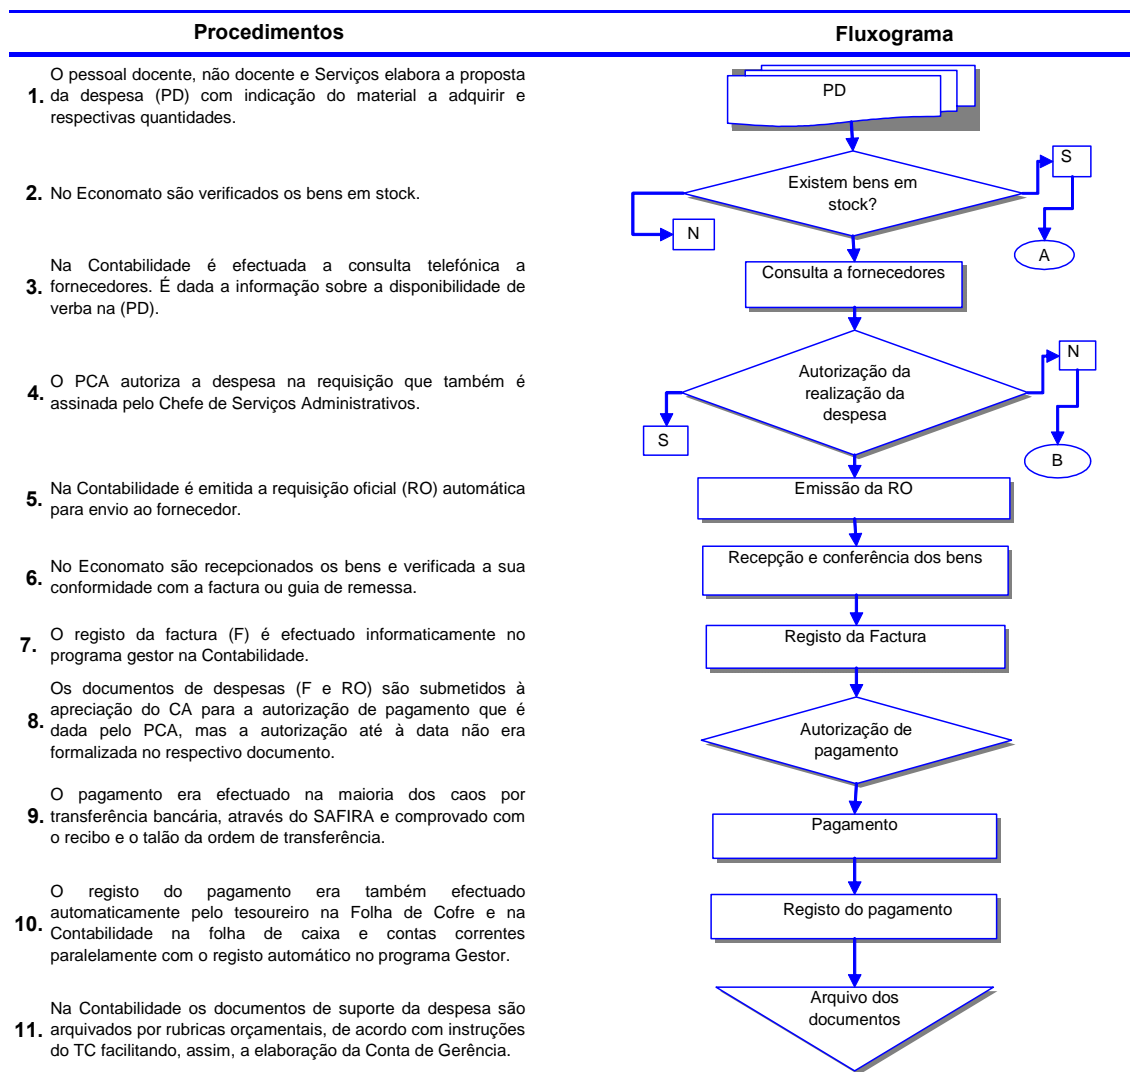 Procedimentos
Fluxograma
O pessoal docente, não docente e Serviços elabora a proposta
1. da despesa (PD) com indicação do material a adquirir e
respectivas quantidades.
2. No Economato são verificados os bens em stock.
Na Contabilidade é efectuada a consulta telefónica a
3. fornecedores. É dada a informação sobre a disponibilidade de
verba na (PD).
4. O PCA autoriza a despesa na requisição que também é
assinada pelo Chefe de Serviços Administrativos.
5. Na Contabilidade é emitida a requisição oficial (RO) automática
para envio ao fornecedor.
6. No Economato são recepcionados os bens e verificada a sua
conformidade com a factura ou guia de remessa.
7. O registo da factura (F) é efectuado informaticamente no
programa gestor na Contabilidade.
Os documentos de despesas (F e RO) são submetidos à
apreciação do CA para a autorização de pagamento que é
8. dada pelo PCA, mas a autorização até à data não era
formalizada no respectivo documento.
O pagamento era efectuado na maioria dos caos por
9. transferência bancária, através do SAFIRA e comprovado com
o recibo e o talão da ordem de transferência.
O registo do pagamento era também efectuado
10. automaticamente pelo tesoureiro na Folha de Cofre e na
Contabilidade na folha de caixa e contas correntes
paralelamente com o registo automático no programa Gestor.
Na Contabilidade os documentos de suporte da despesa são
11. arquivados por rubricas orçamentais, de acordo com instruções
do TC facilitando, assim, a elaboração da Conta de Gerência.
PD
Existem bens em
stock?
S
N
A
Consulta a fornecedores
Autorização da
realização da
despesa
N
S
B
Emissão da RO
Recepção e conferência dos bens
Registo da Factura
Autorização de
pagamento
Pagamento
Registo do pagamento
Arquivo dos
documentos